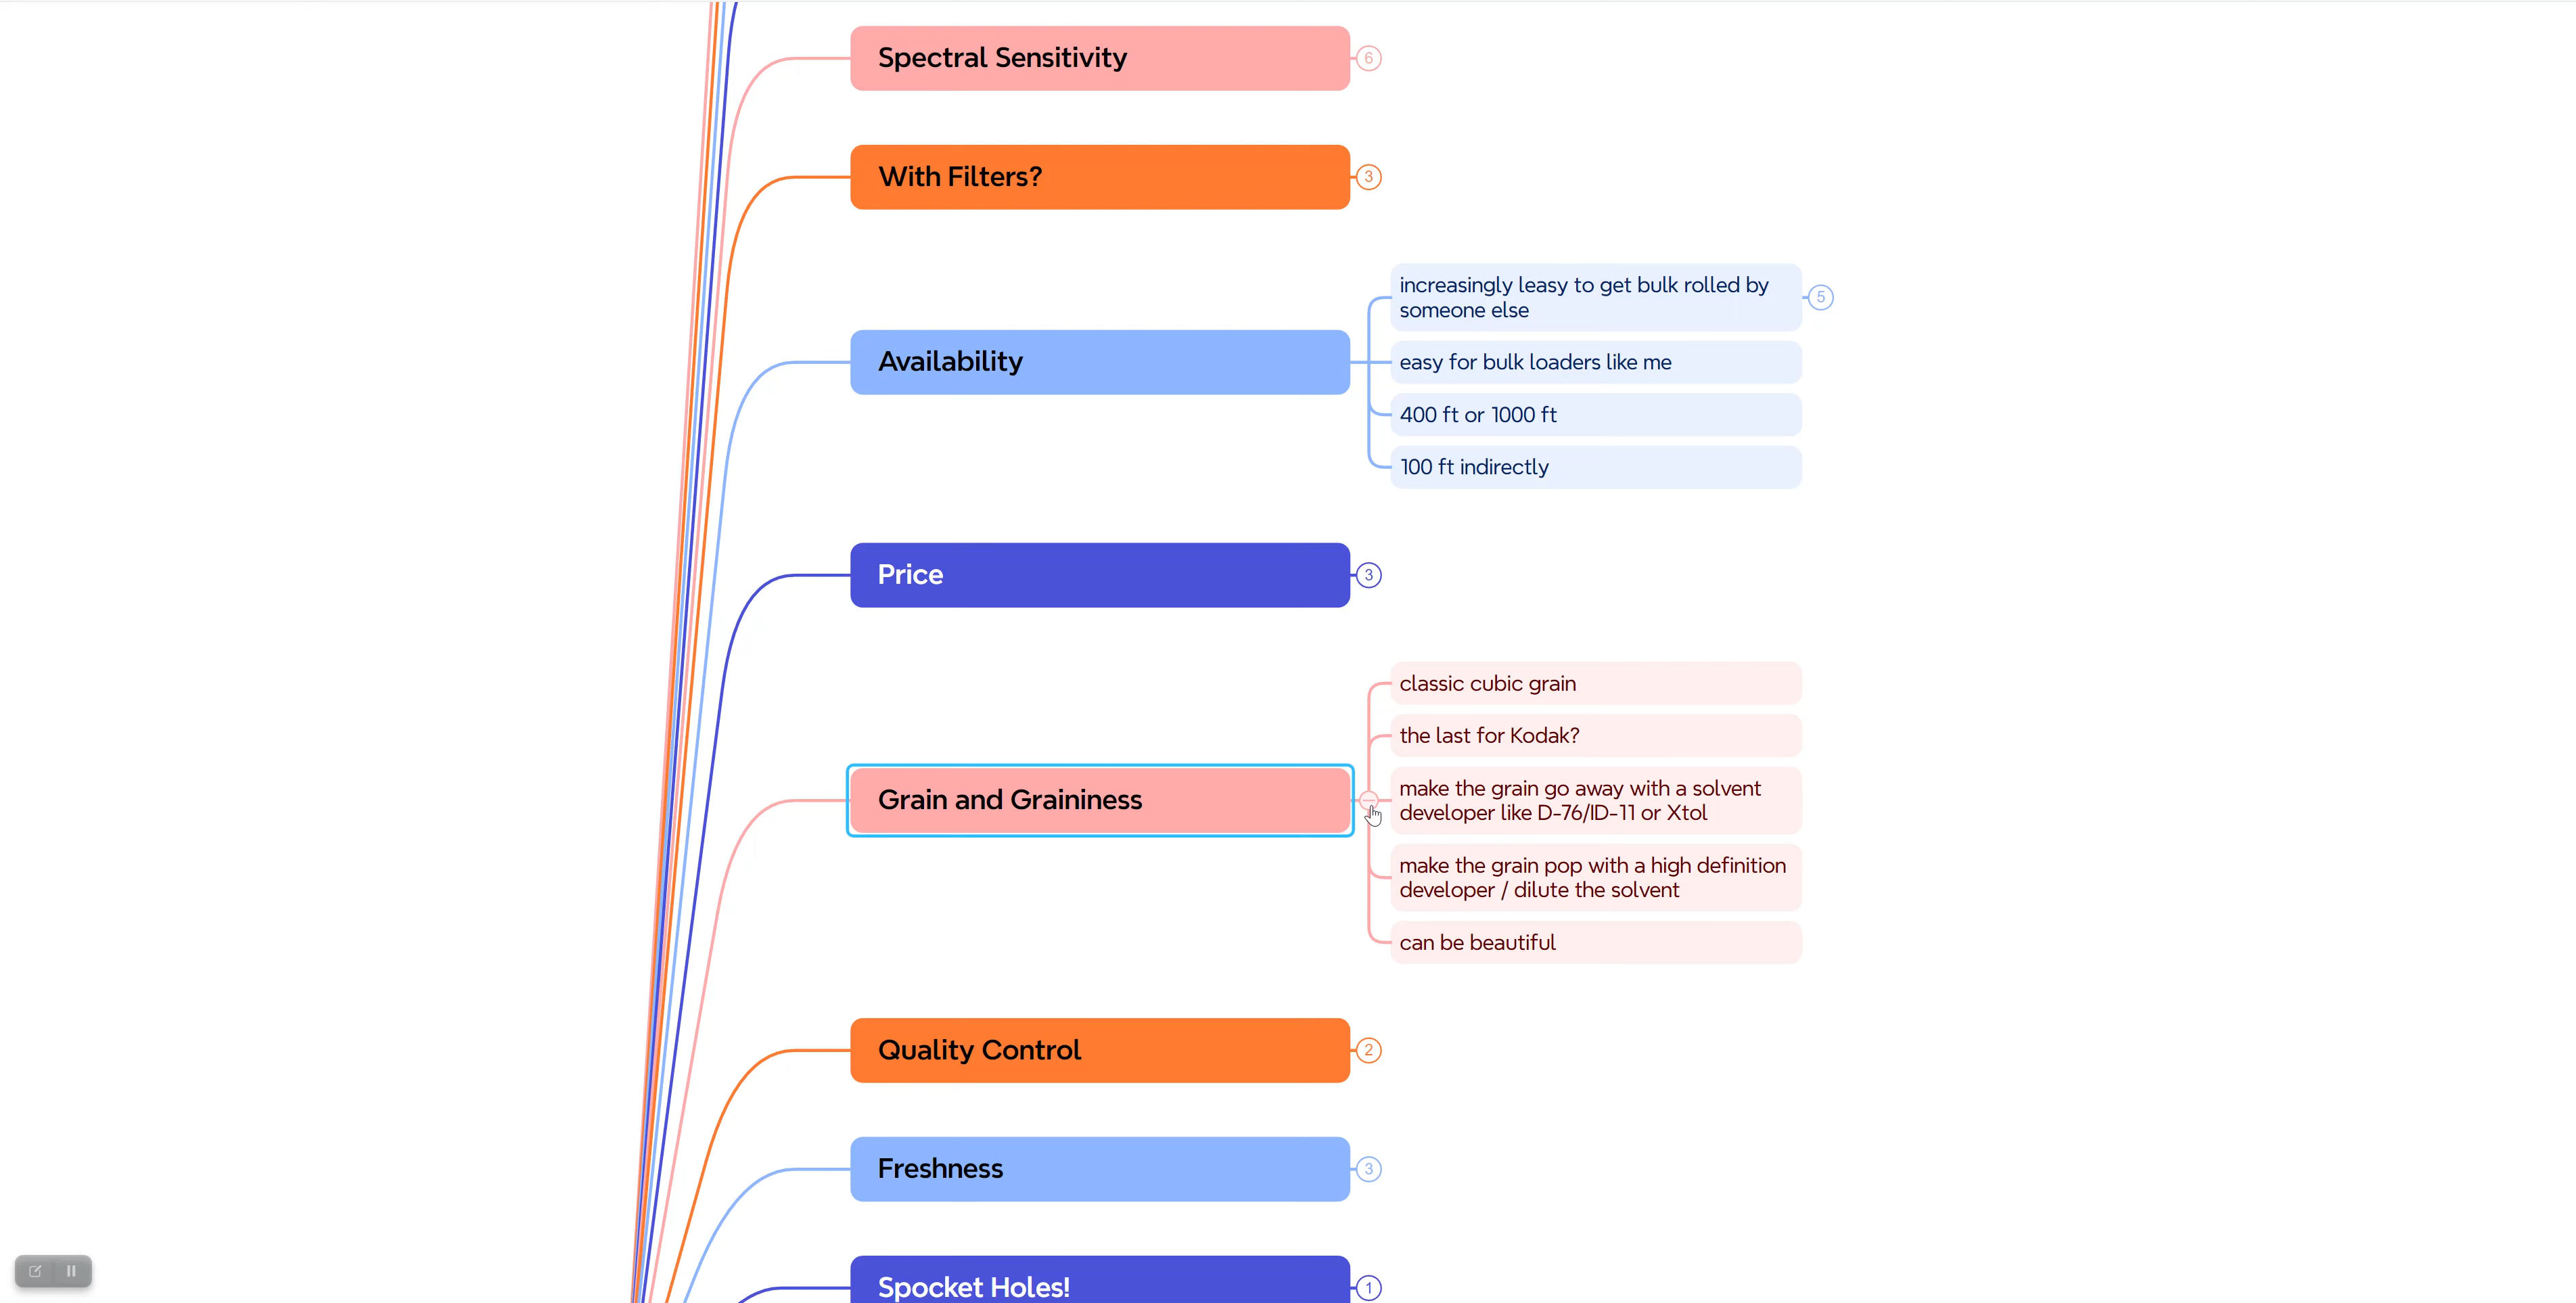 Spectral Sensitivity
6
With Filters?
3
increasingly leasy to get bulk rolled by
someone else
5
Availability
easy for bulk loaders like me
400 ft or 1000 ft
100 ft indirectly
Price
3
classic cubic grain
the last for Kodak?
Grain and Graininess
make the grain go away with a solvent
developer like D-76/ID-11 or Xtol
make the grain pop with a high definition
developer / dilute the solvent
can be beautiful
Quality Control
2
Freshness
3
Spocket Holes!
1